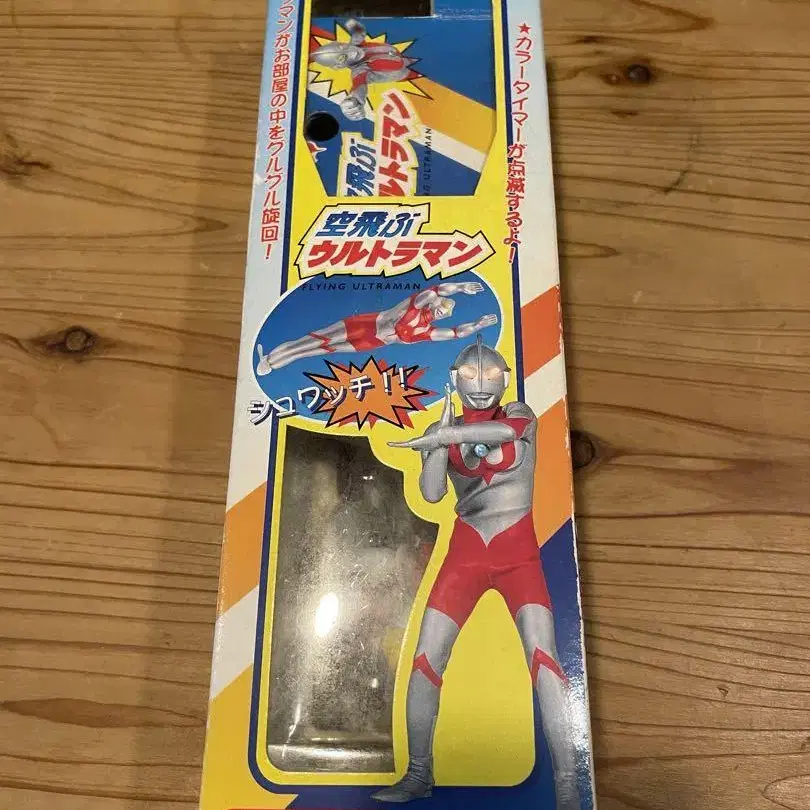 マンがお部屋の中をグルグル旋回！
★カラータイマーが点滅するよ！
空飛ぶ
ルトラマン
ING ULTRAMAN
空飛ぶ
ウルトラマン
FLYING ULTRAMAN
シュワッチ!!